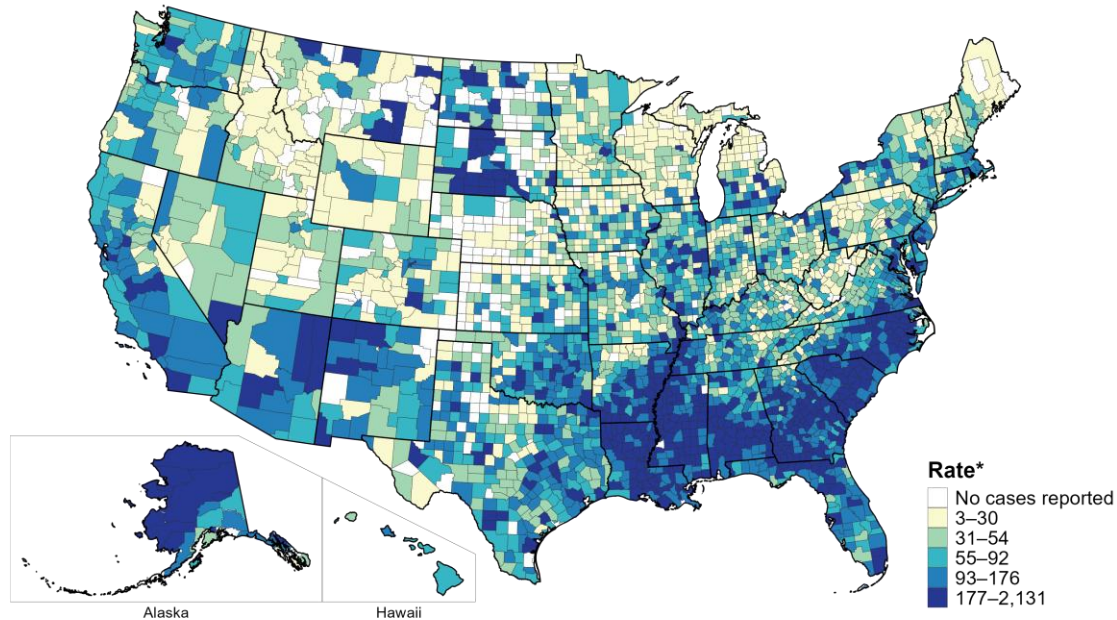 Rate*
No cases reported
3–30
31–54
55–92
93–176
177–2,131
Alaska
Hawaii